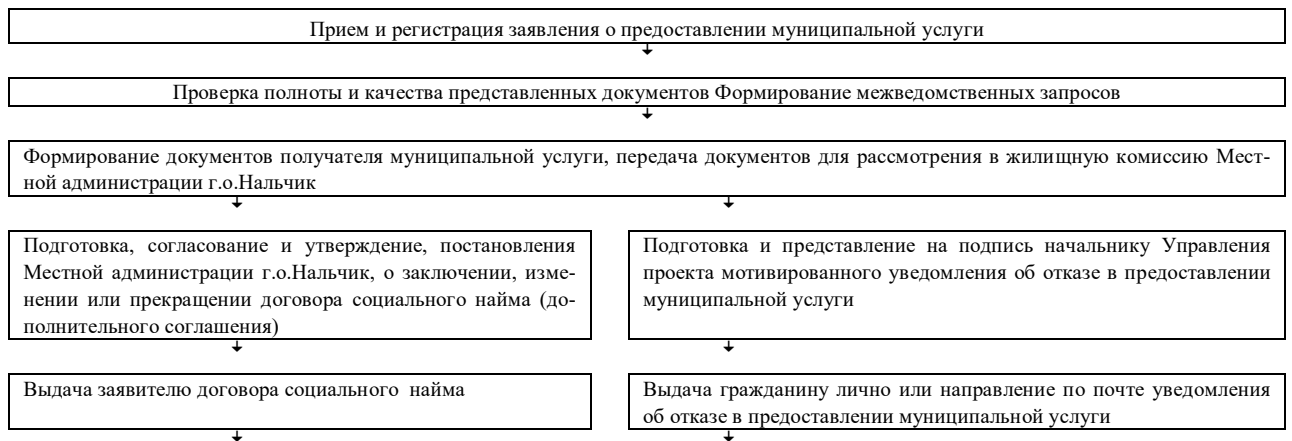 Прием и регистрация заявления о предоставлении муниципальной услуги
Проверка полноты и качества представленных документов Формирование межведомственных запросов
Формирование документов получателя муниципальной услуги, передача документов для рассмотрения в жилищную комиссию Мест-
ной администрации г.о.Нальчик
Подготовка, согласование и утверждение, постановления
Местной администрации г.о.Нальчик, о заключении, изме-
нении или прекращении договора социального найма (до-
полнительного соглашения)
Подготовка и представление на подпись начальнику Управления
проекта мотивированного уведомления об отказе в предоставлении
муниципальной услуги
Выдача заявителю договора социального найма
Выдача гражданину лично или направление по почте уведомления
об отказе в предоставлении муниципальной услуги